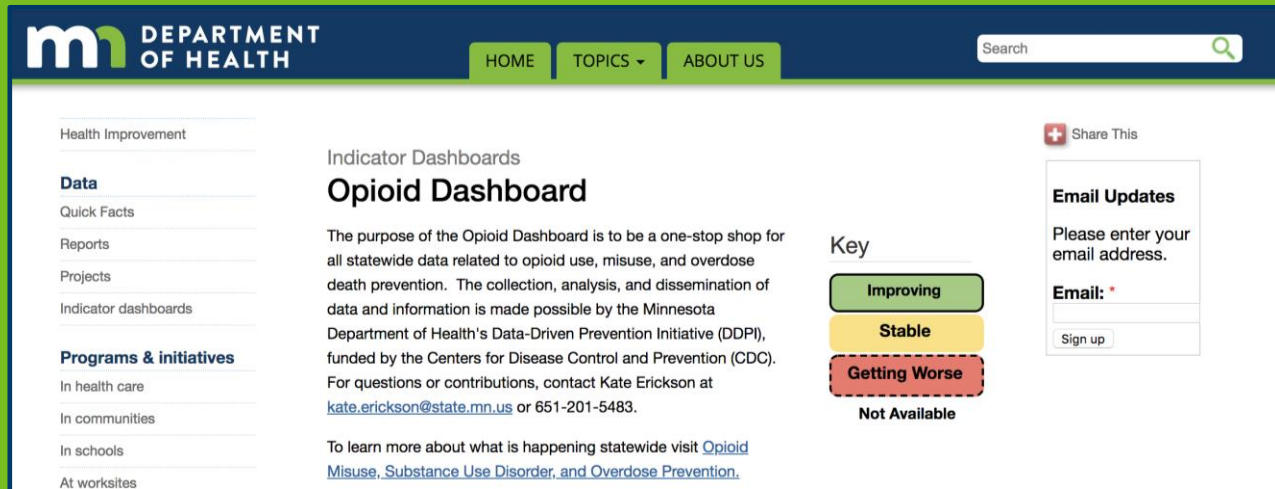 mn DEPARTMENT
OF HEALTH
HOME
TOPICS
ABOUT US
Search
Health Improvement
Data
Quick Facts
Reports
Projects
Indicator dashboards
Programs & initiatives
In health care
In communities
In schools
At worksites
Indicator Dashboards
Opioid Dashboard
The purpose of the Opioid Dashboard is to be a one-stop shop for
all statewide data related to opioid use, misuse, and overdose
death prevention. The collection, analysis, and dissemination of
data and information is made possible by the Minnesota
Department of Health's Data-Driven Prevention Initiative (DDPI),
funded by the Centers for Disease Control and Prevention (CDC).
For questions or contributions, contact Kate Erickson at
kate.erickson@state.mn.us or 651-201-5483.
To learn more about what is happening statewide visit Opioid
Misuse, Substance Use Disorder, and Overdose Prevention.
Key
Improving
Stable
Getting Worse
Not Available
Share This
Email Updates
Please enter your
email address.
Email: *
Sign up